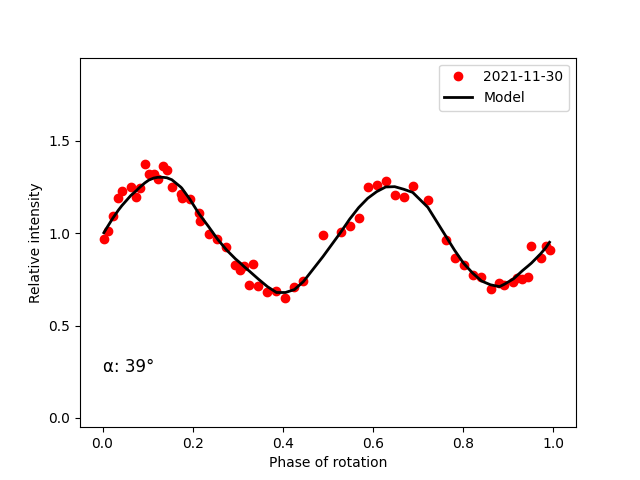 2021-11-30
Model
1.5
1.0
0.5
0.0
Relative intensity
α: 39°
0.0 0.2 0.4 0.6 0.8 1.0
Phase of rotation